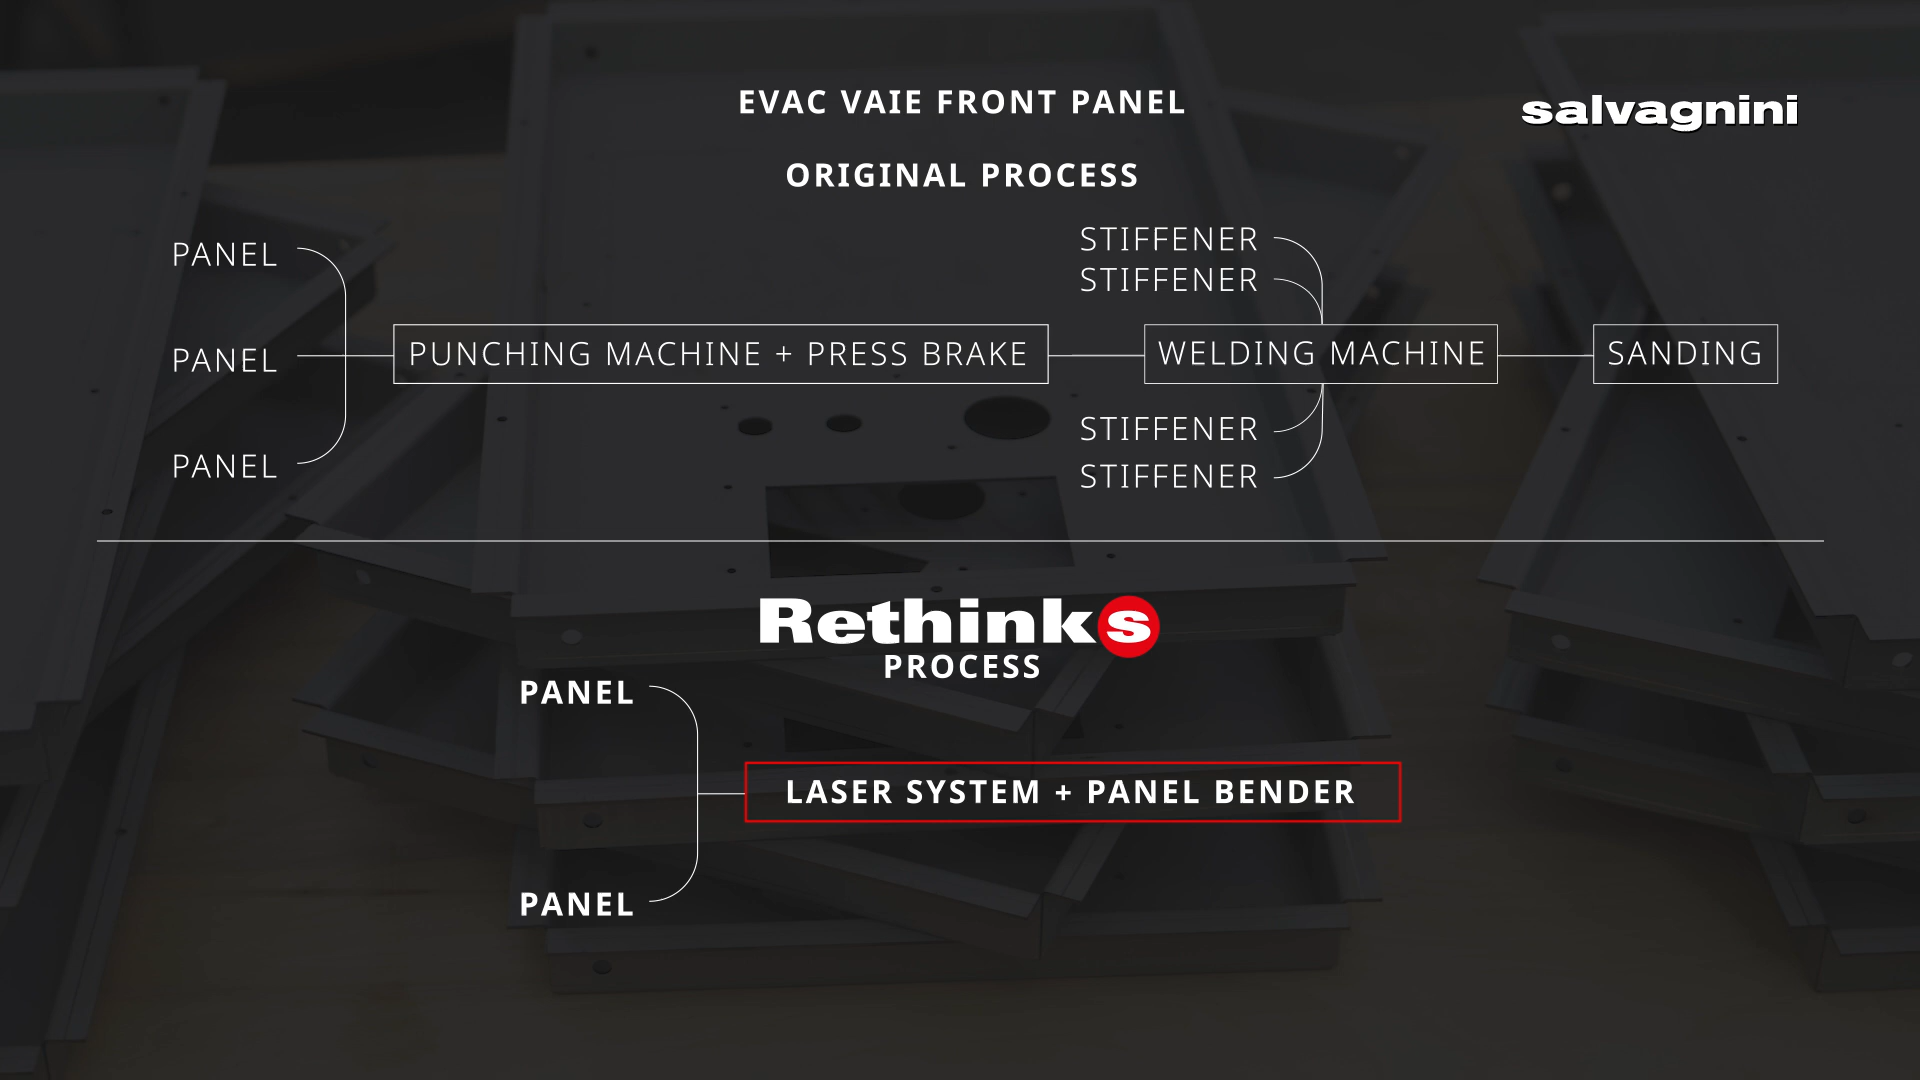 EVAC VAIE FRONT PANEL
salvagnini
ORIGINAL PROCESS
PANEL
PANEL
PANEL
PUNCHING MACHINE + PRESS BRAKE
STIFFENER
STIFFENER
WELDING MACHINE
STIFFENER
STIFFENER
SANDING
Rethinks
PROCESS
PANEL
PANEL
LASER SYSTEM + PANEL BENDER